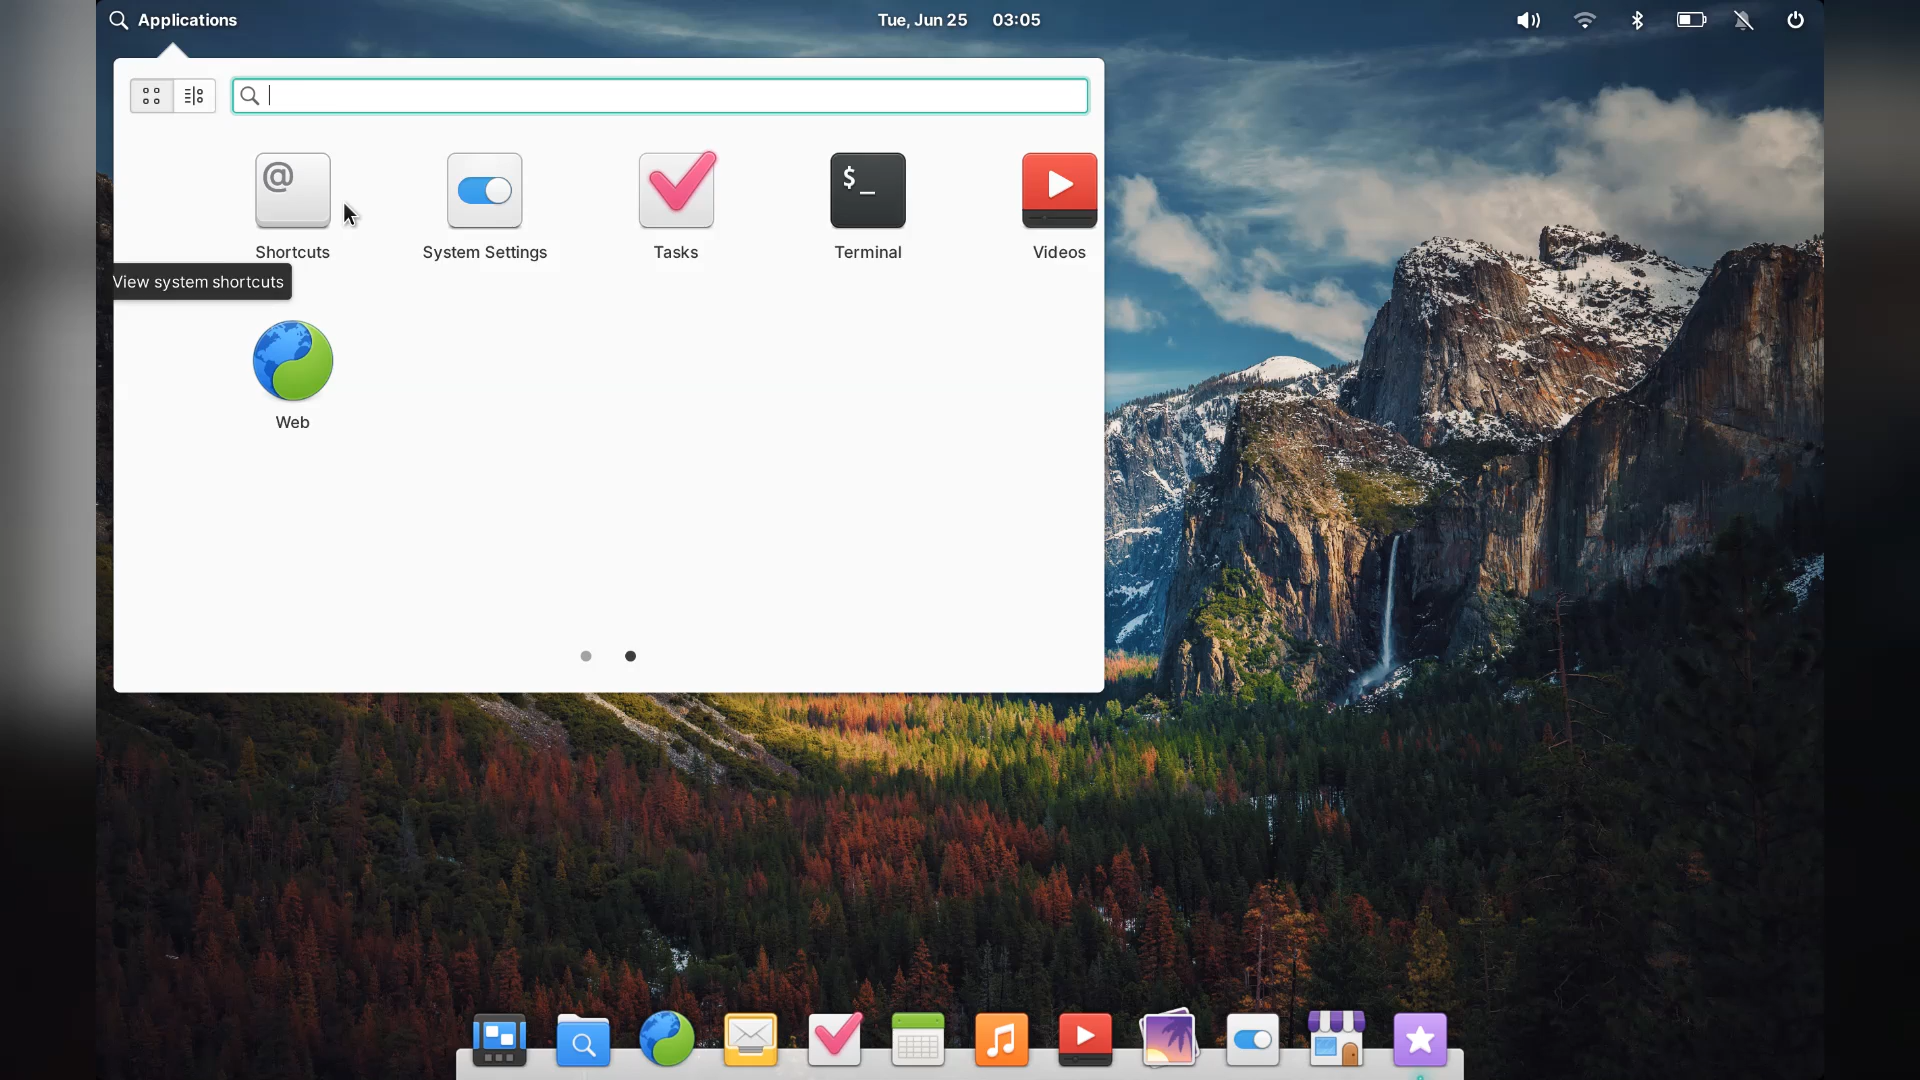 Applications
Tue, Jun 25 03:05
@
$_
Shortcuts System Settings Tasks Terminal Videos
View system shortcuts
Web